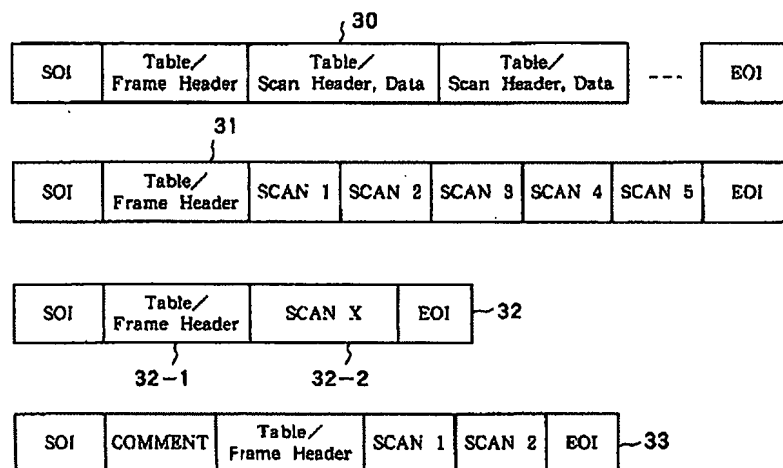 30
SOI Table/ Frame Header Table/ Scan Header, Data Table/ Scan Header, Data --- EOI
31
SOI Table/ Frame Header SCAN 1 SCAN 2 SCAN 3 SCAN 4 SCAN 5 EOI
SOI Table/ Frame Header SCAN X EOI 32
32-1 32-2
SOI COMMENT Table/ Frame Header SCAN 1 SCAN 2 EOI 33